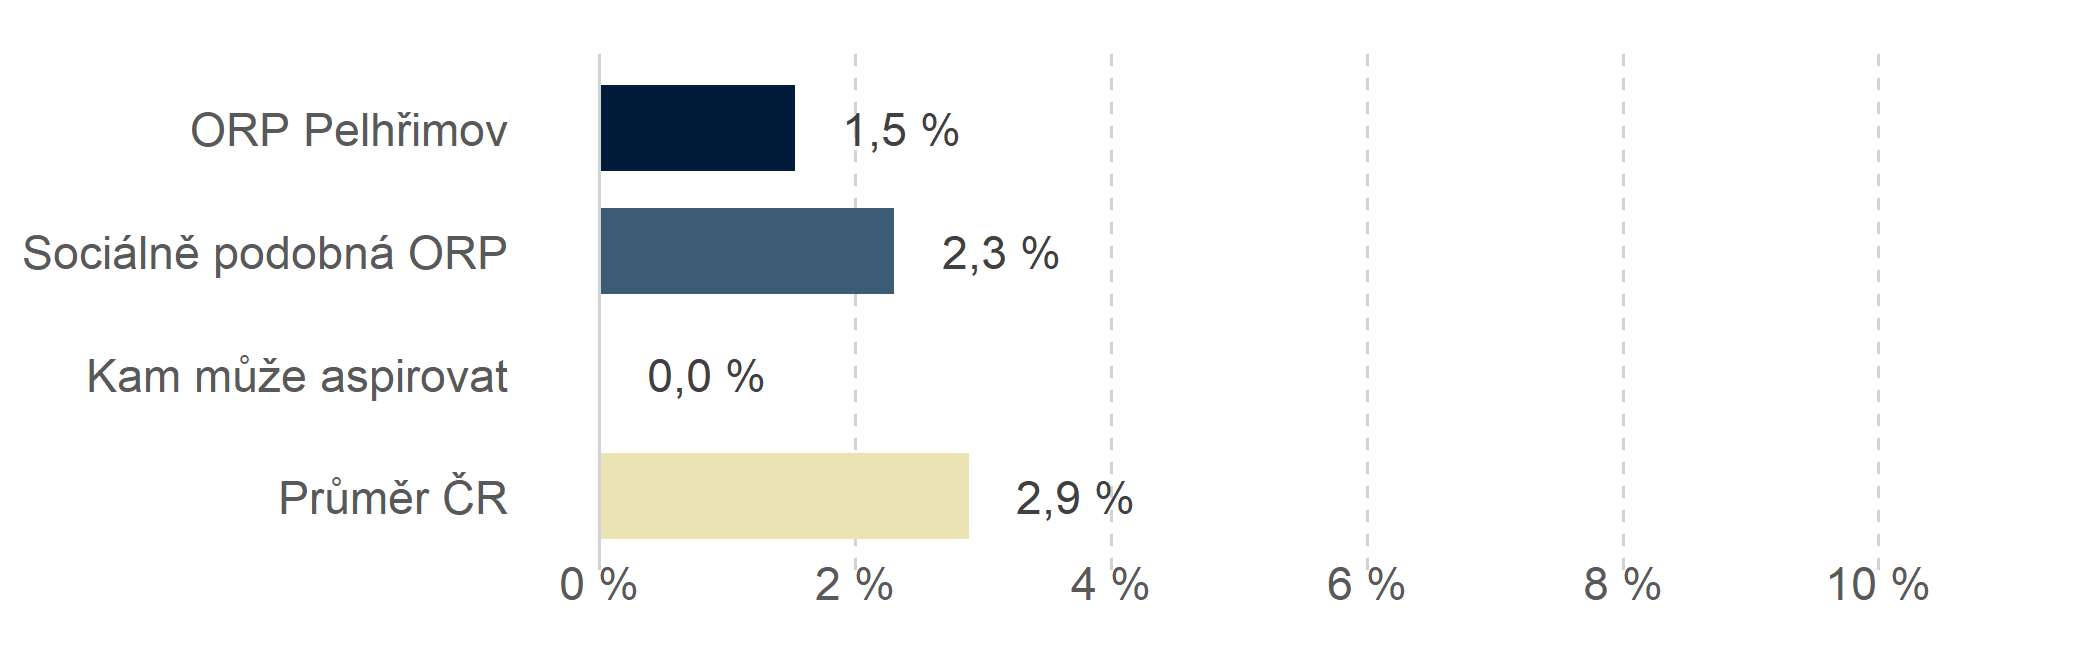 ORP Pelhřimov
1,5 %
Sociálně podobná ORP
2,3 %
Kam může aspirovat
0,0 %
Průměr ČR
2,9 %
0 % 2 % 4 % 6 % 8 % 10 %